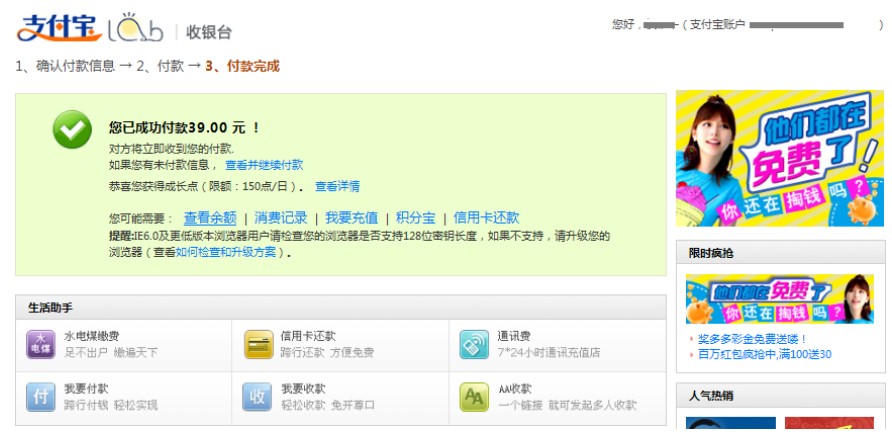 支付宝 Lab | 收银台
您好, （支付宝账户 ）
1、确认付款信息 → 2、付款 → 3、付款完成
您已成功付款39.00 元 ！
对方将立即收到您的付款.
如果您有未付款信息， 查看并继续付款
恭喜您获得成长点（限额：150点/日）。 查看详情
您可能需要： 查看余额 | 消费记录 | 我要充值 | 积分宝 | 信用卡还款
提醒:IE6.0及更低版本浏览器用户请检查您的浏览器是否支持128位密钥长度，如果不支持，请升级您的
浏览器（查看如何检查和升级方案）。
他们都在
免费了!
你还在掏钱吗?
限时疯抢
他们都在免费了
你还在掏钱吗?
奖多多彩金免费送喽！
百万红包疯抢中,满100送30
人气热销
生活助手
水电煤
水电煤缴费
足不出户 缴遍天下
信用卡还款
跨行还款 方便免费
通讯费
7*24小时通讯充值店
付
我要付款
跨行付钱 轻松实现
收
我要收款
轻松收款 免开尊口
AA
AA收款
一个链接 就可发起多人收款